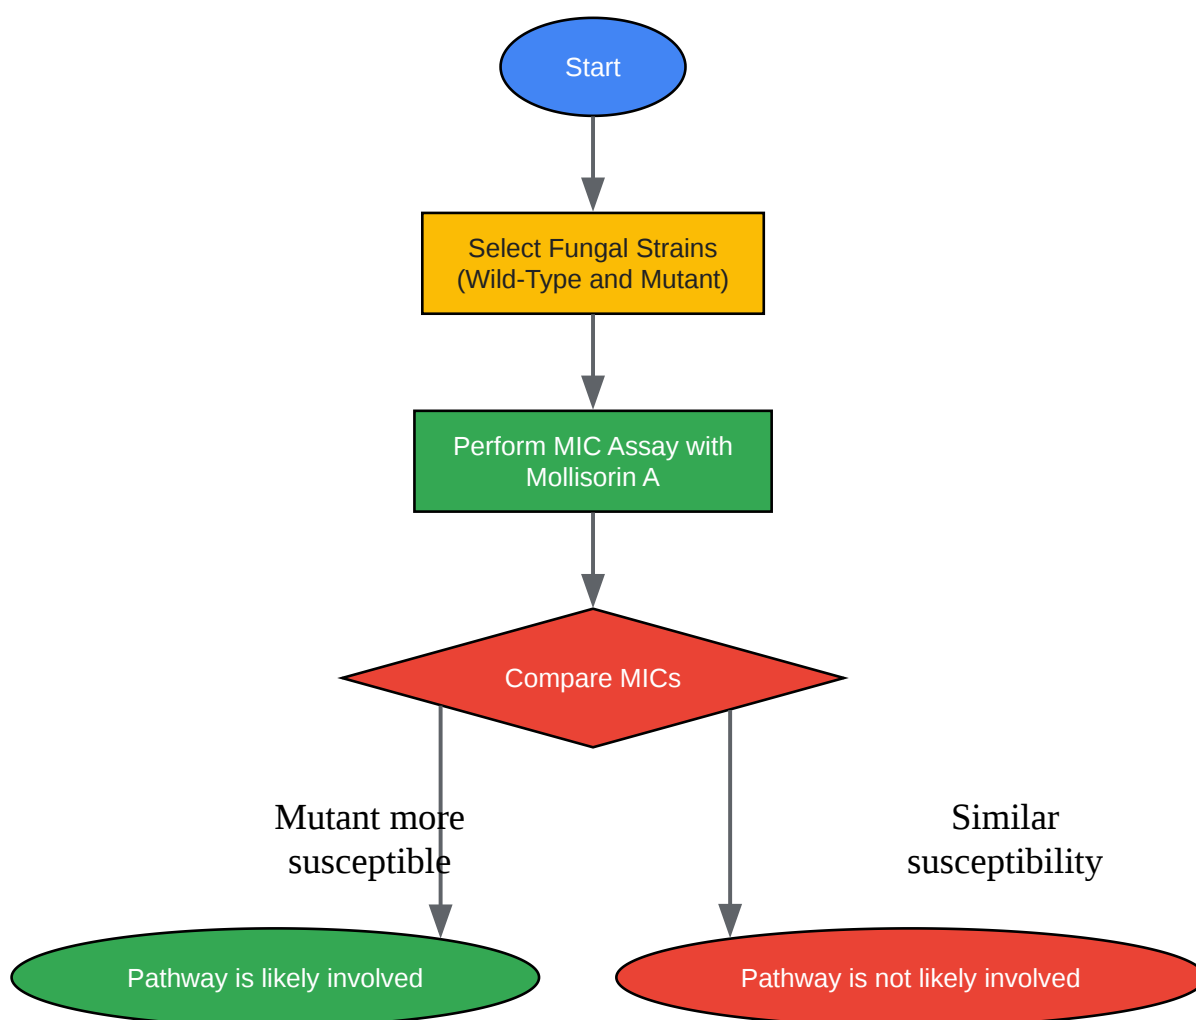 Start
Select Fungal Strains
(Wild-Type and Mutant)
Perform MIC Assay with
Mollisorin A
Compare MICs
Mutant more
susceptible
Similar
susceptibility
Pathway is likely involved
Pathway is not likely involved